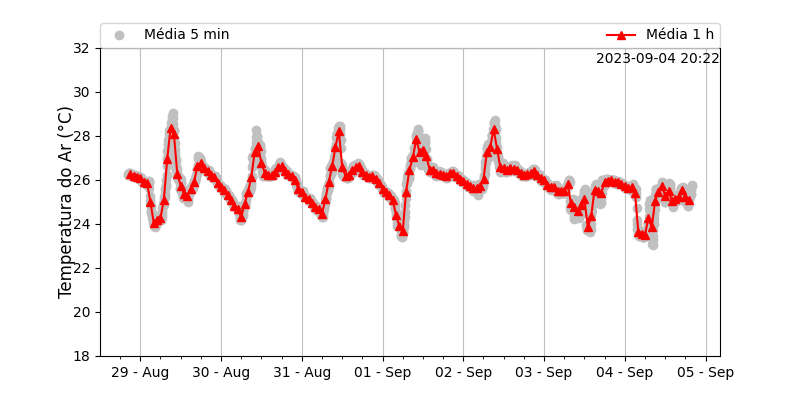 Média 5 min
Média 1 h
2023-09-04 20:22
Temperatura do Ar (°C)
32
30
28
26
24
22
20
18
29 - Aug
30 - Aug
31 - Aug
01 - Sep
02 - Sep
03 - Sep
04 - Sep
05 - Sep